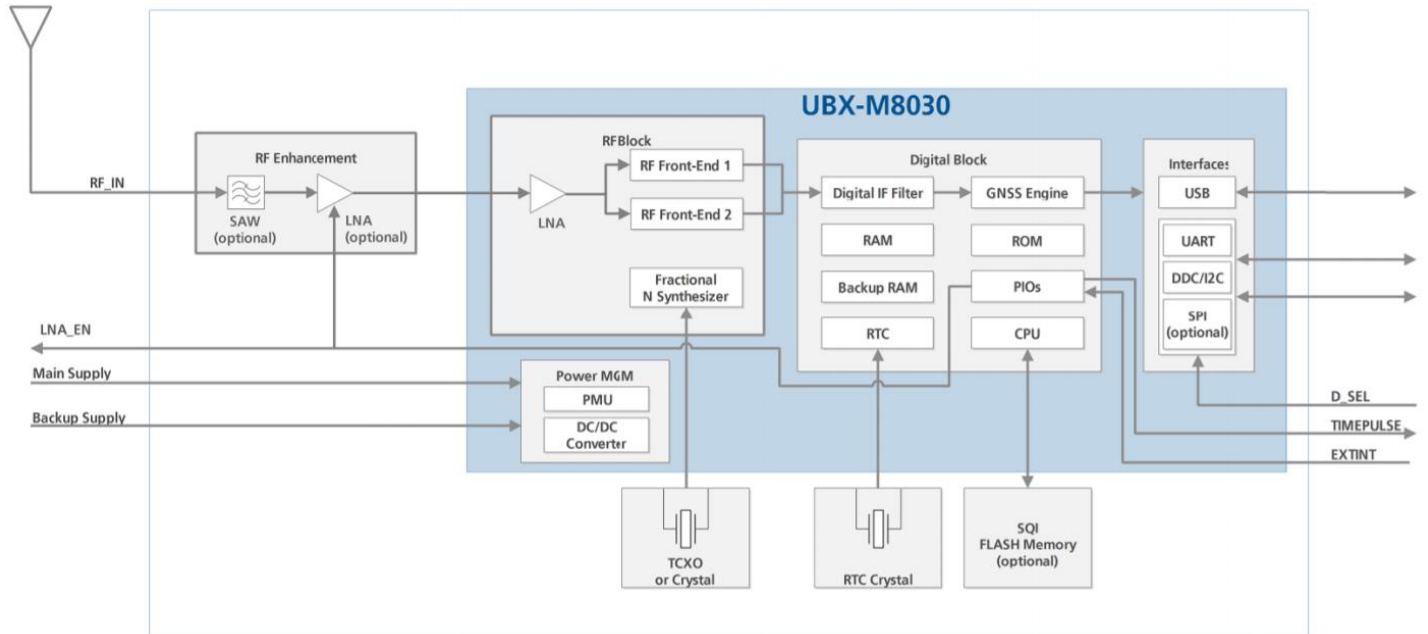 UBX-M8030
RF Enhancement
RF_IN
SAW
(optional)
LNA
(optional)
RFBlock
LNA
RF Front-End 1
RF Front-End 2
Fractional
N Synthesizer
Digital Block
Digital IF Filter
GNSS Engine
RAM
ROM
Backup RAM
PIOs
RTC
CPU
Interfaces
USB
UART
DDC/I2C
SPI
(optional)
LNA_EN
Main Supply
Backup Supply
Power MGM
PMU
DC/DC
Converter
D_SEL
TIMEPULSE
EXTINT
TCXO
or Crystal
RTC Crystal
SQI
FLASH Memory
(optional)